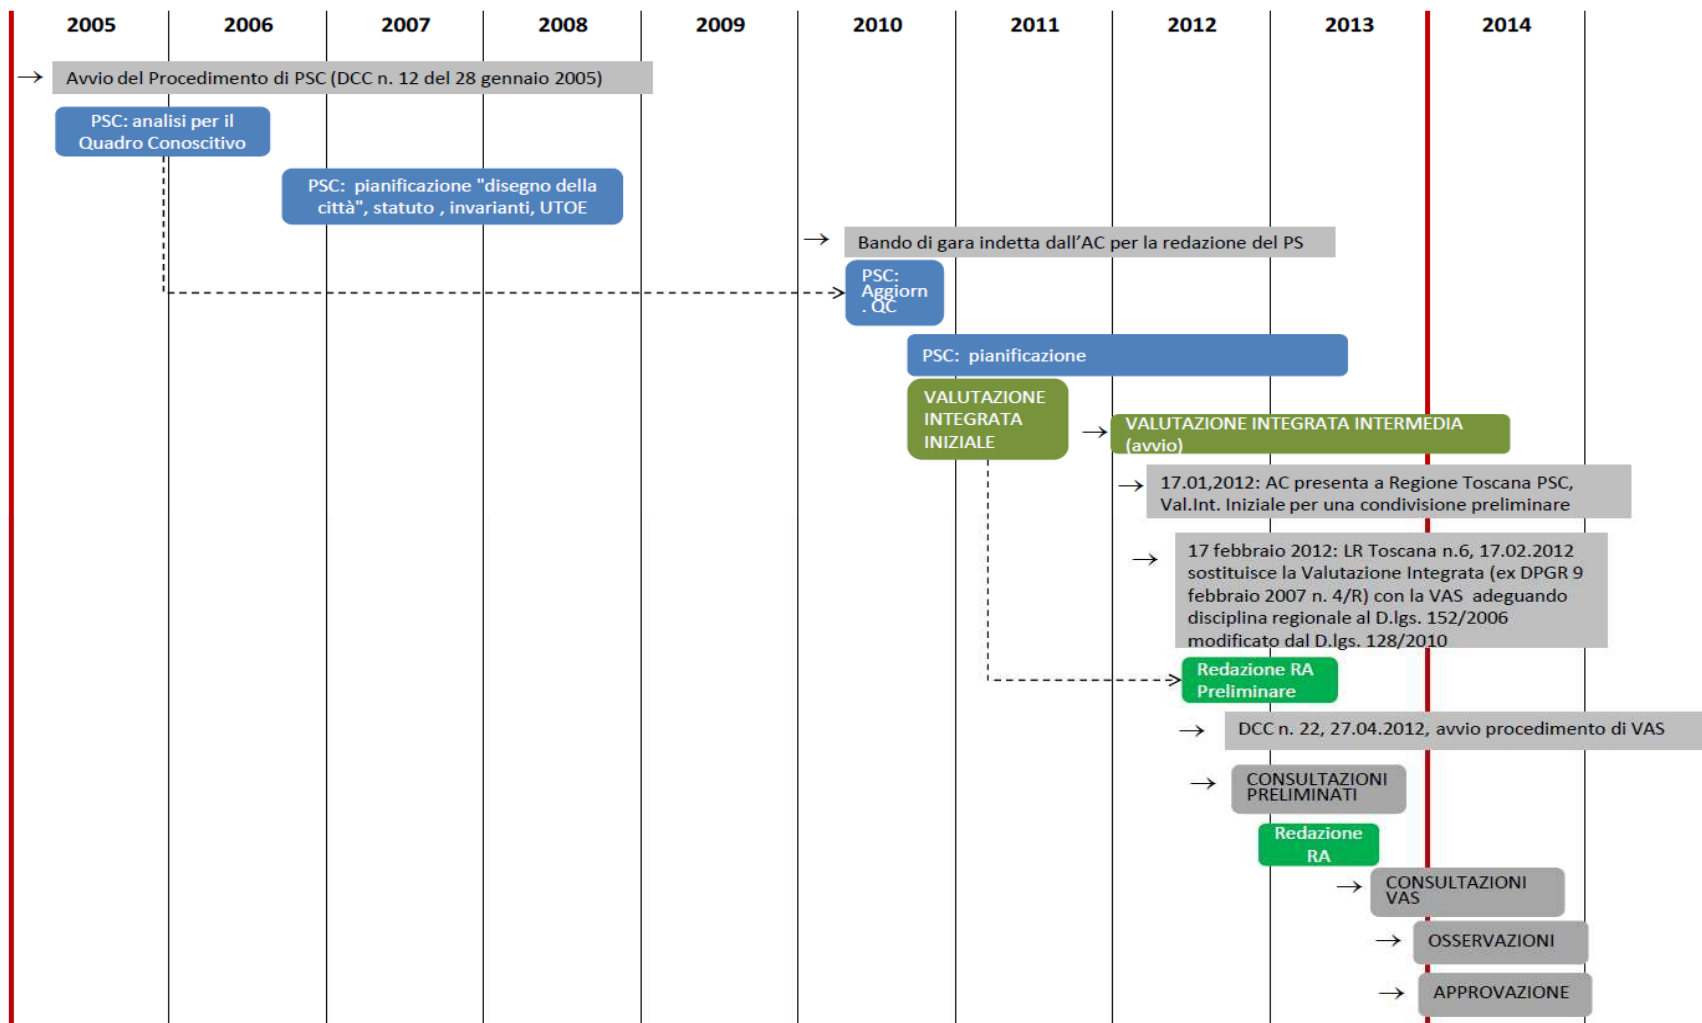 2005 2006 2007 2008 2009 2010 2011 2012 2013 2014
→ Avvio del Procedimento di PSC (DCC n. 12 del 28 gennaio 2005)
PSC: analisi per il
Quadro Conoscitivo
PSC: pianificazione "disegno della
città", statuto , invarianti, UTOE
→ Bando di gara indetta dall'AC per la redazione del PS
PSC:
Aggiorn
. QC
PSC: pianificazione
VALUTAZIONE
INTEGRATA
INIZIALE
→ VALUTAZIONE INTEGRATA INTERMEDIA
(avvio)
→ 17.01,2012: AC presenta a Regione Toscana PSC,
Val.Int. Iniziale per una condivisione preliminare
→ 17 febbraio 2012: LR Toscana n.6, 17.02.2012
sostituisce la Valutazione Integrata (ex DPGR 9
febbraio 2007 n. 4/R) con la VAS adeguando
disciplina regionale al D.lgs. 152/2006
modificato dal D.lgs. 128/2010
Redazione RA
Preliminare
→ DCC n. 22, 27.04.2012, avvio procedimento di VAS
→ CONSULTAZIONI
PRELIMINATI
Redazione
RA
→ CONSULTAZIONI
VAS
→ OSSERVAZIONI
→ APPROVAZIONE